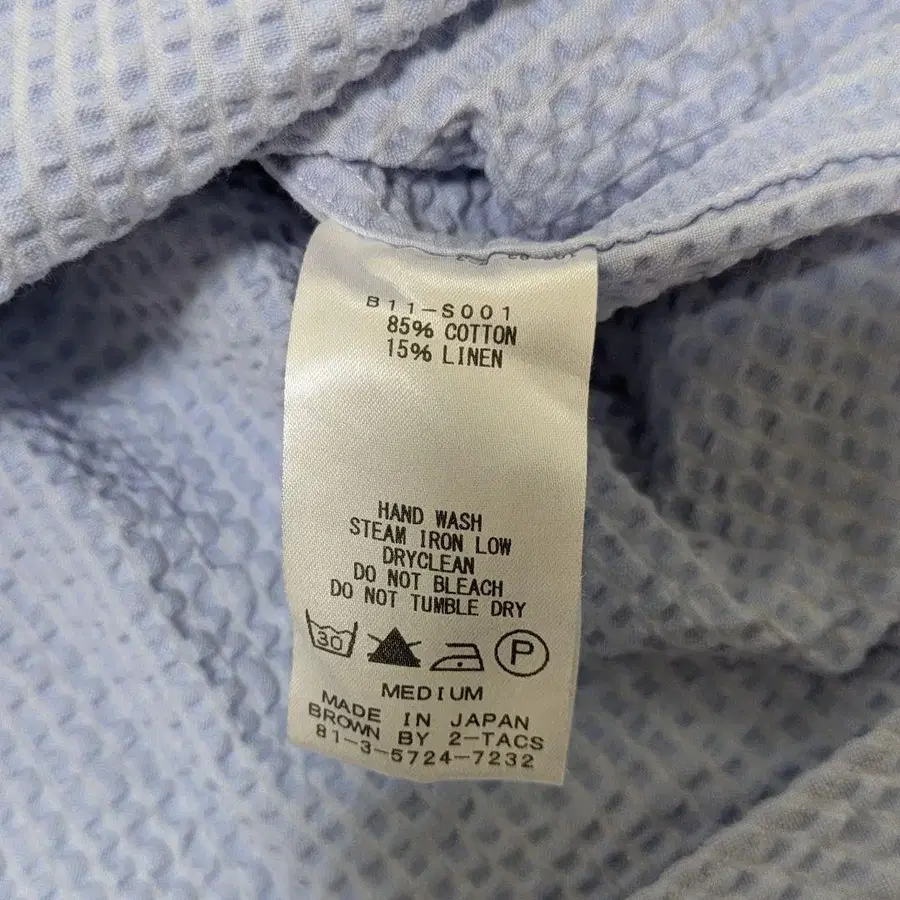 B11-S001
85% COTTON
15% LINEN
HAND WASH
STEAM IRON LOW
DRYCLEAN
DO NOT BLEACH
DO NOT TUMBLE DRY
30 P
MEDIUM
MADE IN JAPAN
BROWN BY 2-TACS
81-3-5724-7232